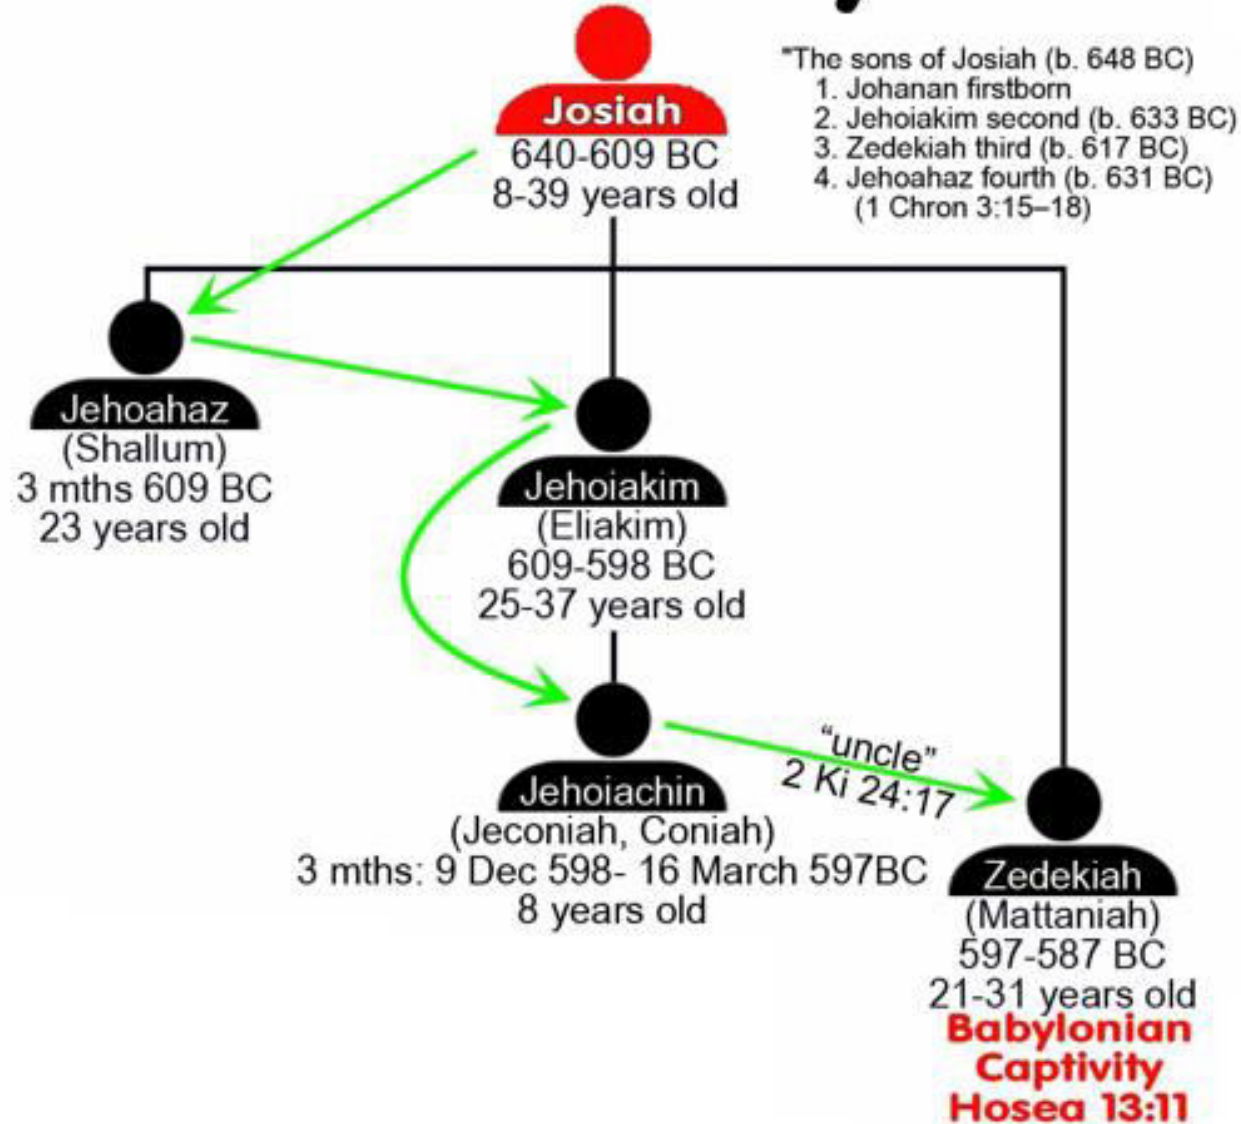 "The sons of Josiah (b. 648 BC)
1. Johanan firstborn
2. Jehoiakim second (b. 633 BC)
3. Zedekiah third (b. 617 BC)
4. Jehoahaz fourth (b. 631 BC)
(1 Chron 3:15–18)
Josiah
640-609 BC
8-39 years old
Jehoahaz
(Shallum)
3 mths 609 BC
23 years old
Jehoiakim
(Eliakim)
609-598 BC
25-37 years old
Jehoiachin
(Jeconiah, Coniah)
3 mths: 9 Dec 598- 16 March 597BC
8 years old
“uncle”
2 Ki 24:17
Zedekiah
(Mattaniah)
597-587 BC
21-31 years old
Babylonian
Captivity
Hosea 13:11